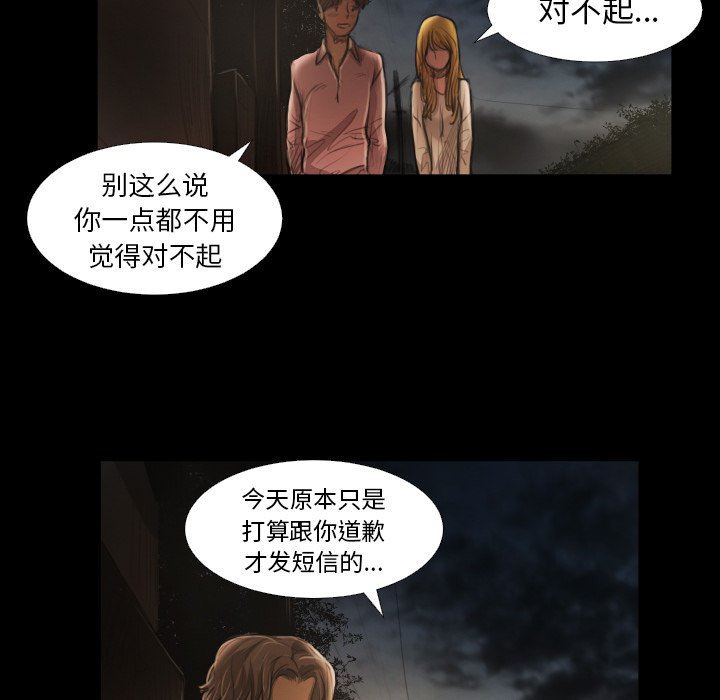 对不起...
别这么说
你一点都不用
觉得对不起
今天原本只是
打算跟你道歉
才发短信的...